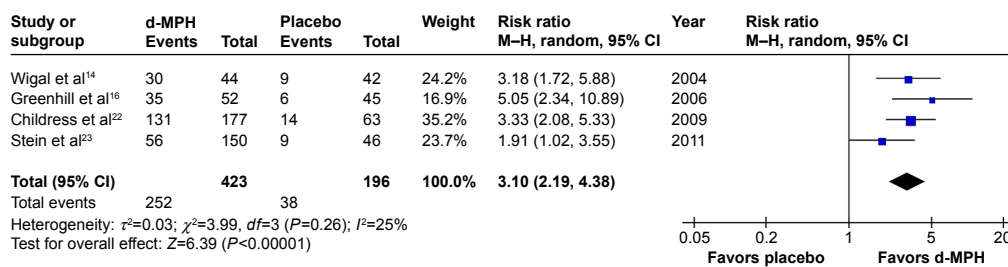 Study or subgroup d-MPH Events Total Placebo Events Total Weight Risk ratio M–H, random, 95% CI Year Risk ratio M–H, random, 95% CI
Wigal et al14 30 44 9 42 24.2% 3.18 (1.72, 5.88) 2004
Greenhill et al16 35 52 6 45 16.9% 5.05 (2.34, 10.89) 2006
Childress et al22 131 177 14 63 35.2% 3.33 (2.08, 5.33) 2009
Stein et al23 56 150 9 46 23.7% 1.91 (1.02, 3.55) 2011
Total (95% CI) 423 196 100.0% 3.10 (2.19, 4.38)
Total events 252 38
Heterogeneity: τ²=0.03; χ²=3.99, df=3 (P=0.26); I²=25%
Test for overall effect: Z=6.39 (P<0.00001)
0.05 0.2 1 5 20
Favors placebo Favors d-MPH